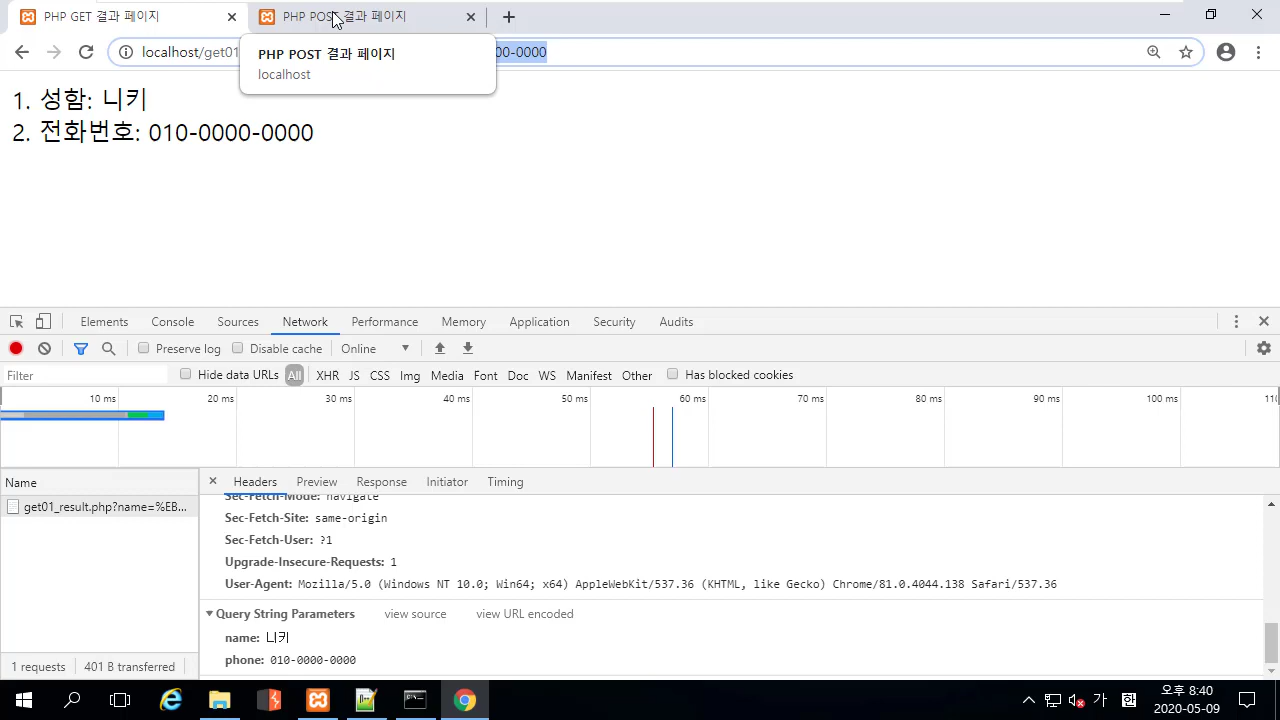 PHP GET 결과 페이지
PHP POST 결과 페이지
localhost/get01
00-0000
PHP POST 결과 페이지
localhost
1. 성함: 니키
2. 전화번호: 010-0000-0000
Elements Console Sources Network Performance Memory Application Security Audits
Preserve log Disable cache Online
Filter Hide data URLs All XHR JS CSS Img Media Font Doc WS Manifest Other Has blocked cookies
10 ms 20 ms 30 ms 40 ms 50 ms 60 ms 70 ms 80 ms 90 ms 100 ms 11
Name
Headers Preview Response Initiator Timing
get01_result.php?name=%EB...
Sec-Fetch-Mode: navigate
Sec-Fetch-Site: same-origin
Sec-Fetch-User: ?1
Upgrade-Insecure-Requests: 1
User-Agent: Mozilla/5.0 (Windows NT 10.0; Win64; x64) AppleWebKit/537.36 (KHTML, like Gecko) Chrome/81.0.4044.138 Safari/537.36
Query String Parameters view source view URL encoded
name: 니키
phone: 010-0000-0000
1 requests 401 B transferred
가 한 오후 8:40
2020-05-09